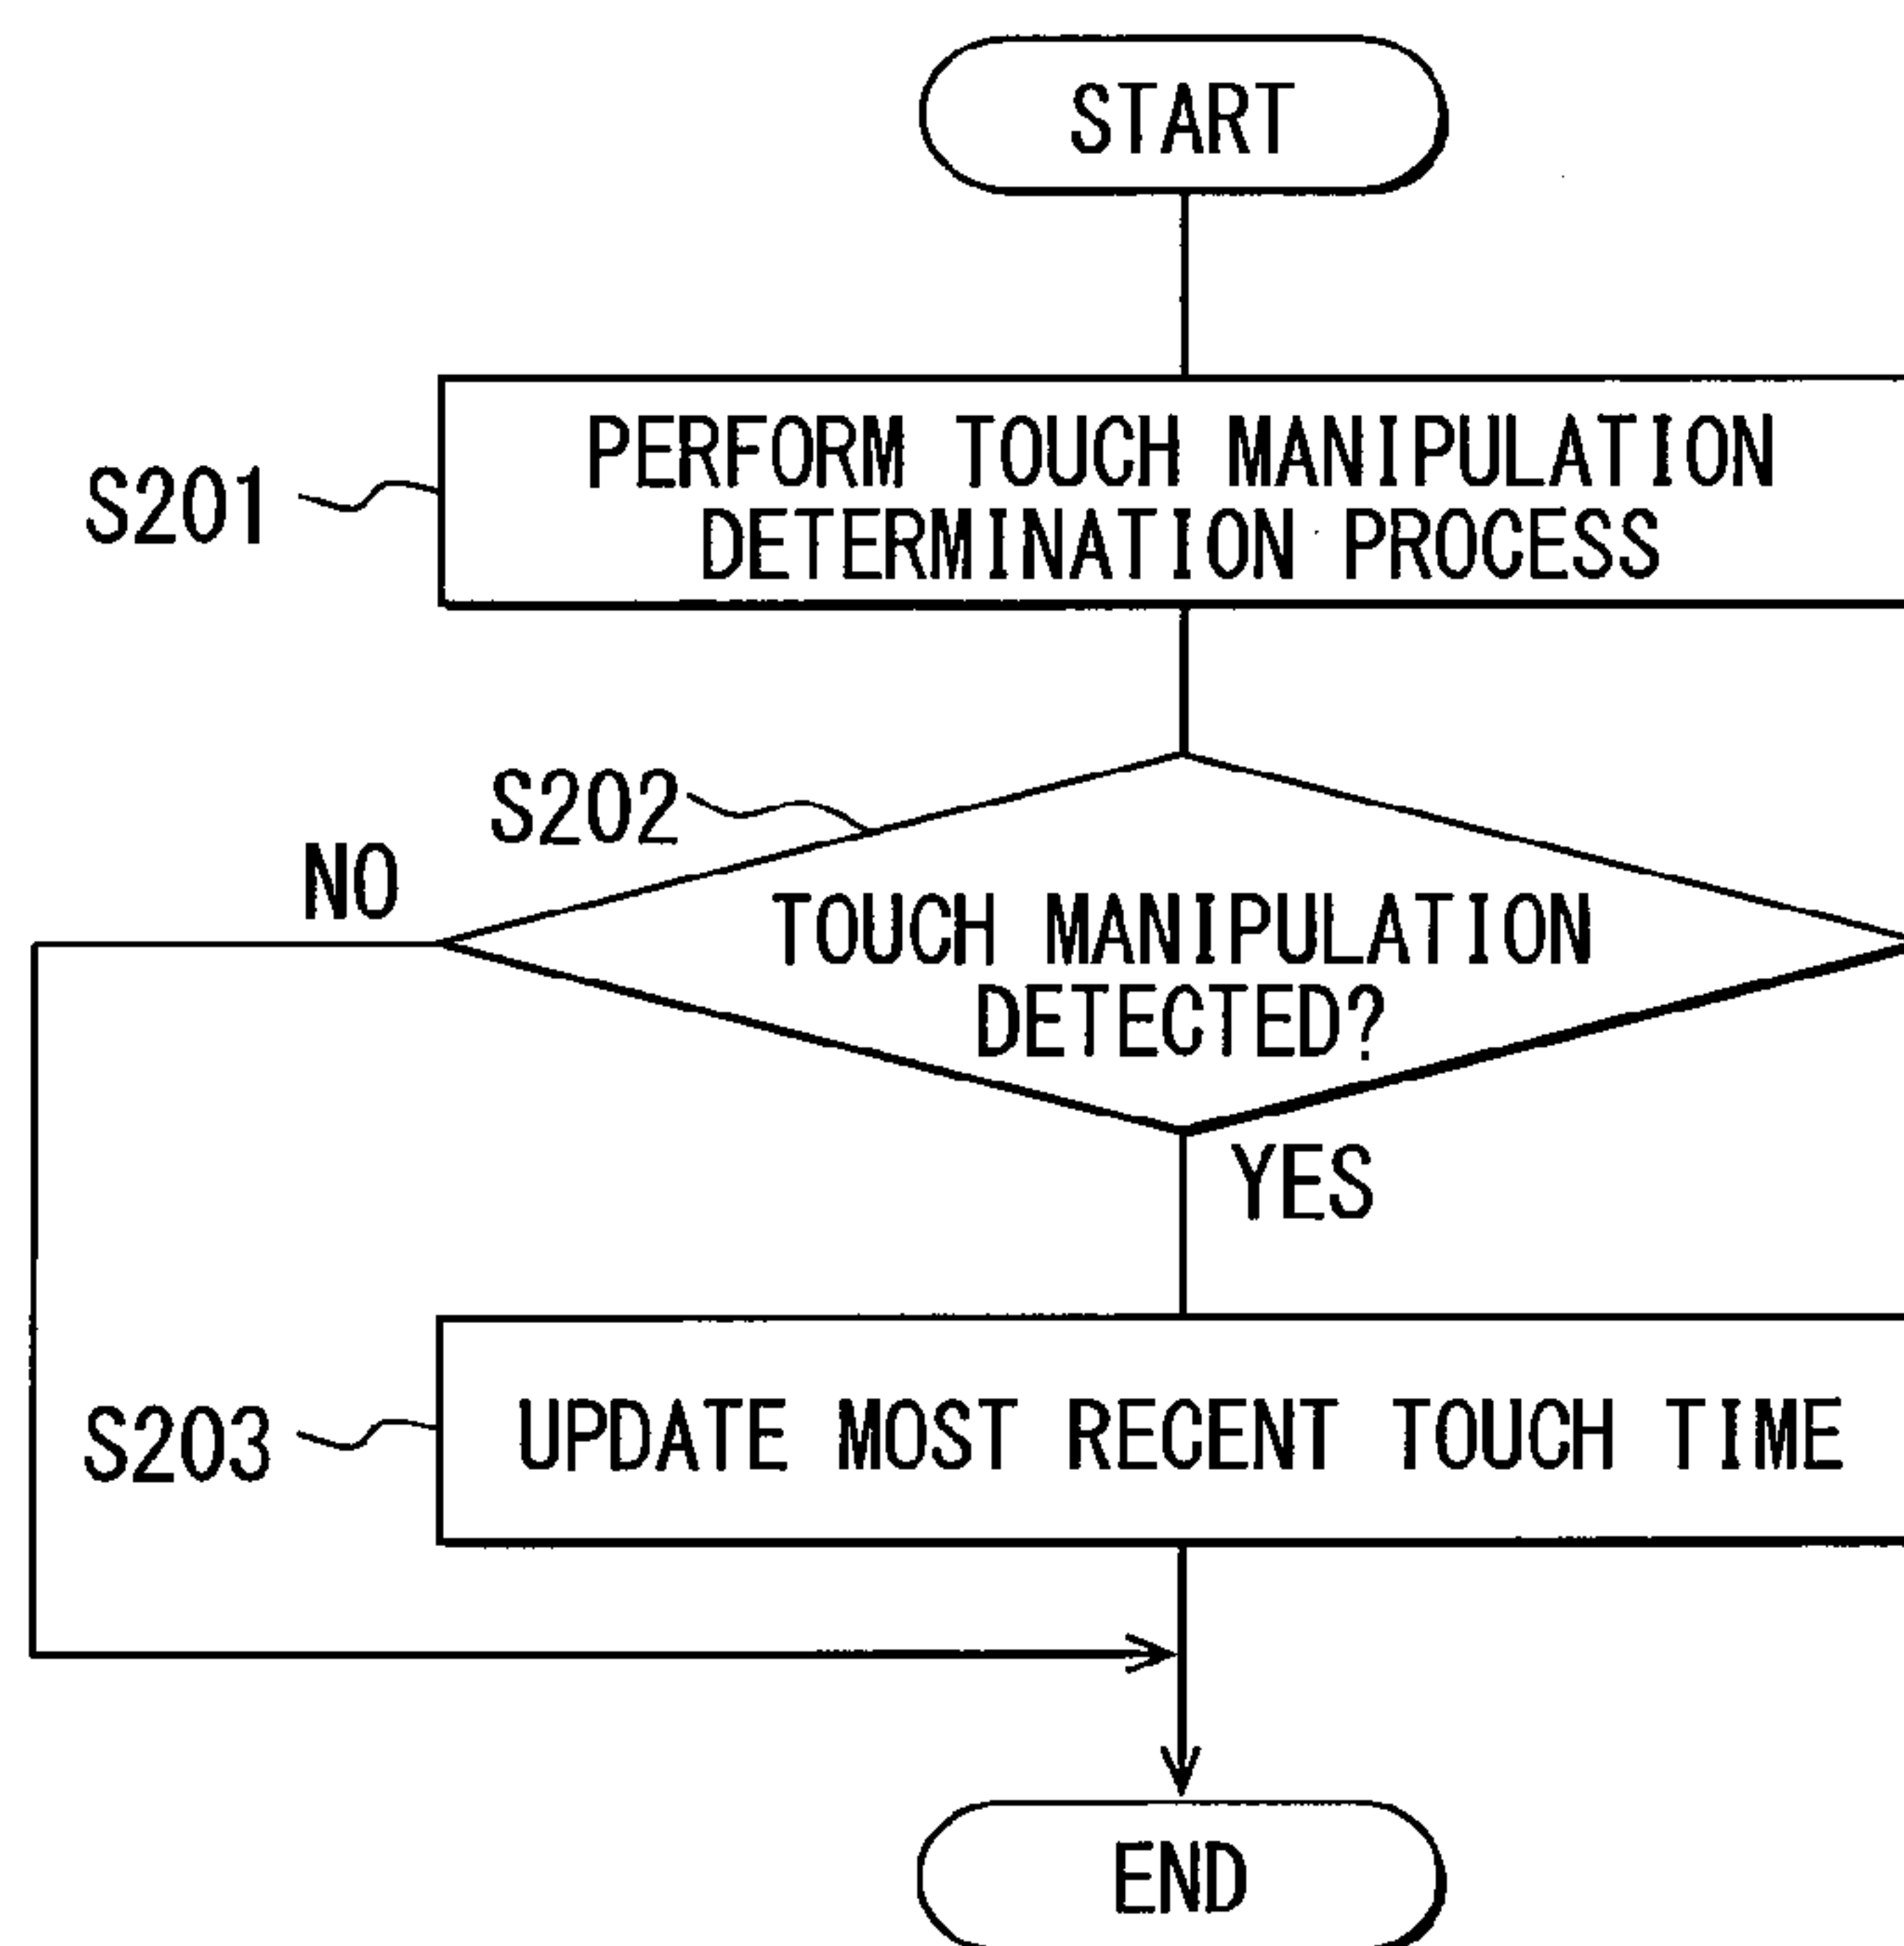 START
PERFORM TOUCH MANIPULATION
DETERMINATION PROCESS
S201
S202
NO
TOUCH MANIPULATION
DETECTED?
YES
S203
UPDATE MOST RECENT TOUCH TIME
END